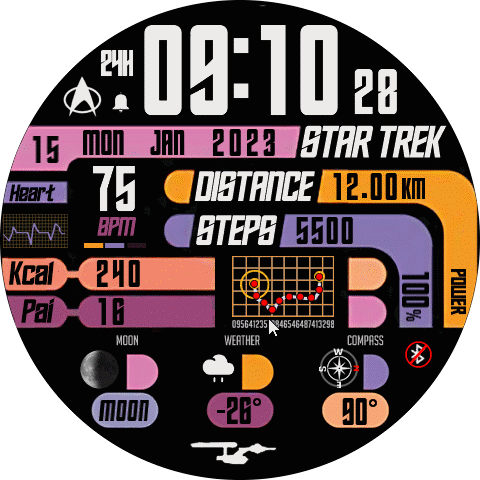 24H 09:10 28
15 MON JAN 2023 STAR TREK
Heart 75 BPM
DISTANCE 12.00 KM
STEPS 5500
Kcal 240
Pai 16
100% POWER
MOON WEATHER COMPASS
N
S
E
W
MOON -26° 90°